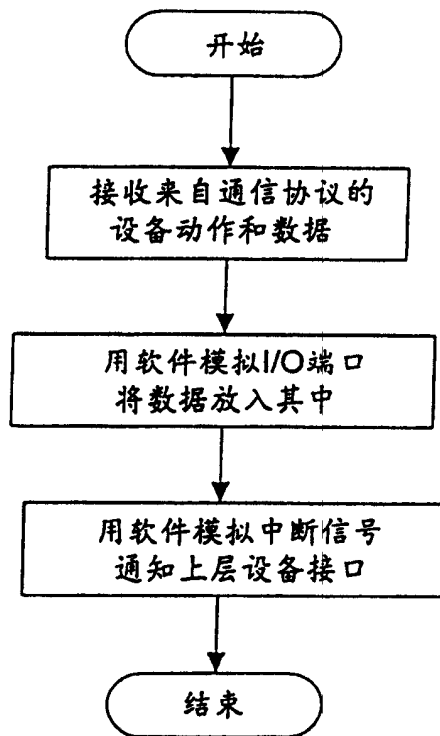 开始
接收来自通信协议的
设备动作和数据
用软件模拟I/O端口
将数据放入其中
用软件模拟中断信号
通知上层设备接口
结束